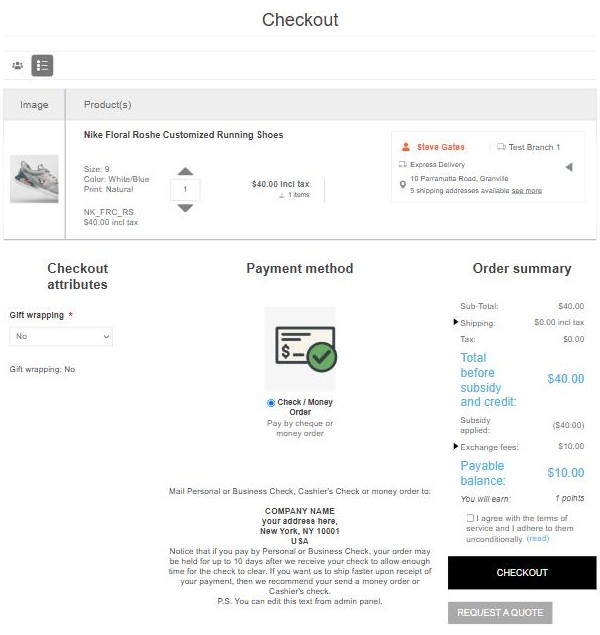 Checkout
Image
Product(s)
Nike Floral Roshe Customized Running Shoes
Size: 9
Color: White/Blue
Print: Natural
NK_FRC_RS
$40.00 incl tax
1
$40.00 incl tax
1 items
Steve Gates
Test Branch 1
Express Delivery
10 Parramatta Road, Granville
5 shipping addresses available see more
Checkout
attributes
Gift wrapping *
No
Gift wrapping: No
Payment method
$
Check / Money
Order
Pay by cheque or
money order
Mail Personal or Business Check, Cashier's Check or money order to:
COMPANY NAME
your address here,
New York, NY 10001
USA
Notice that if you pay by Personal or Business Check, your order may
be held for up to 10 days after we receive your check to allow enough
time for the check to clear. If you want us to ship faster upon receipt of
your payment, then we recommend your send a money order or
Cashier's check.
P.S. You can edit this text from admin panel.
Order summary
Sub-Total: $40.00
Shipping: $0.00 incl tax
Tax: $0.00
Total
before
subsidy
and credit: $40.00
Subsidy
applied: ($40.00)
Exchange fees: $10.00
Payable
balance: $10.00
You will earn: 1 points
I agree with the terms of
service and I adhere to them
unconditionally (read)
CHECKOUT
REQUEST A QUOTE